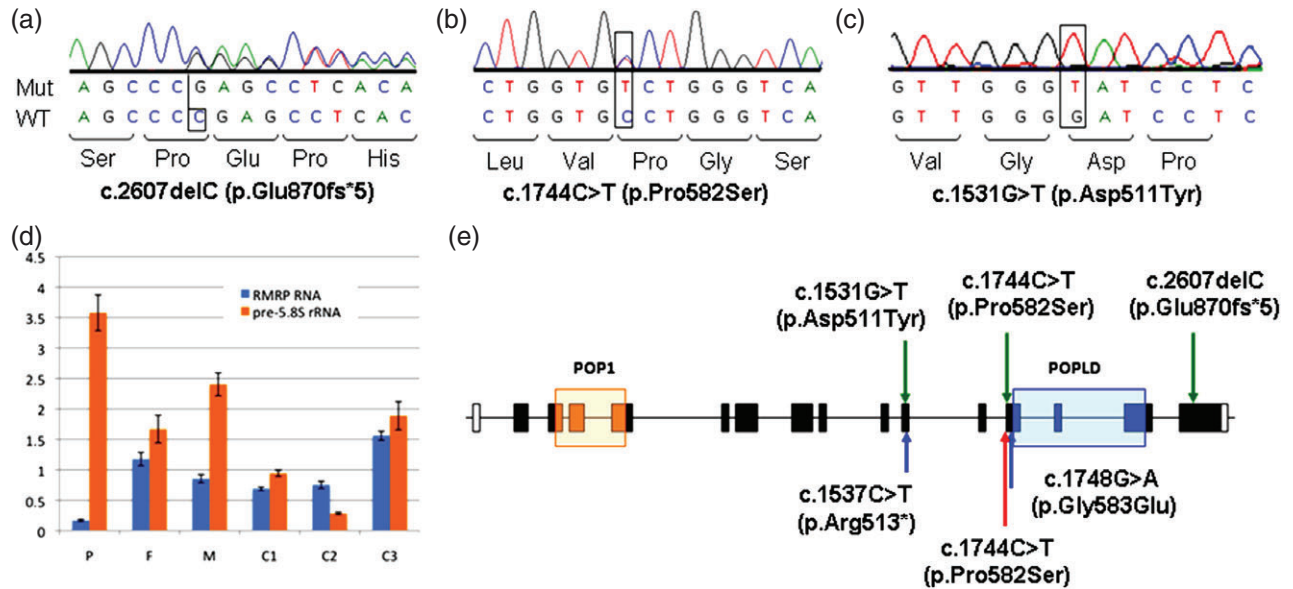 (a)
Mut A G C C C G A G C C T C A C A
WT A G C C C C G A G C C T C A C
Ser Pro Glu Pro His
c.2607delC (p.Glu870fs*5)
(b)
C T G G T G T C T G G G T C A
C T G G T G C C T G G G T C A
Leu Val Pro Gly Ser
c.1744C>T (p.Pro582Ser)
(c)
G T T G G G T A T C C T C
G T T G G G G A T C C T C
Val Gly Asp Pro
c.1531G>T (p.Asp511Tyr)
(d)
4.5
4
3.5
3
2.5
2
1.5
1
0.5
0
RMRP RNA
pre-5.8S rRNA
P F M C1 C2 C3
(e)
c.1531G>T
(p.Asp511Tyr)
c.1744C>T
(p.Pro582Ser)
c.2607delC
(p.Glu870fs*5)
POP1
POPLD
c.1537C>T
(p.Arg513*)
c.1748G>A
(p.Gly583Glu)
c.1744C>T
(p.Pro582Ser)